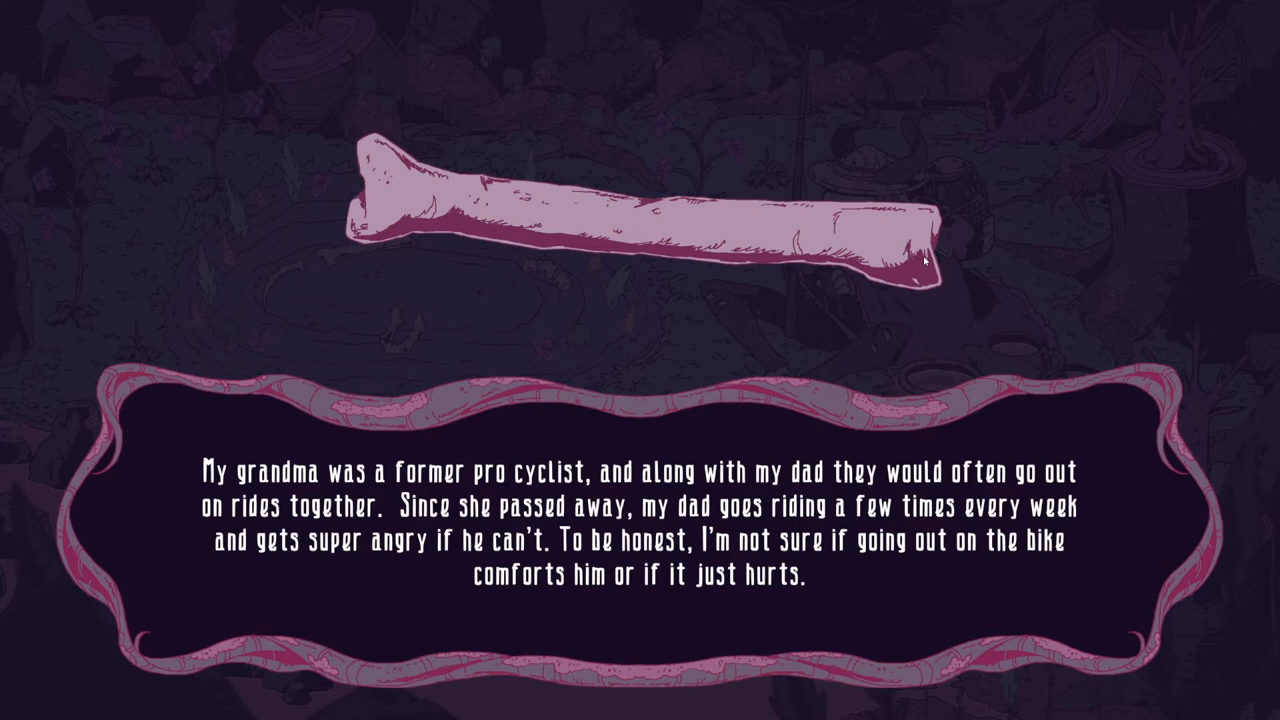 My grandma was a former pro cyclist, and along with my dad they would often go out
on rides together.  Since she passed away, my dad goes riding a few times every week
and gets super angry if he can't. To be honest, I'm not sure if going out on the bike
comforts him or if it just hurts.